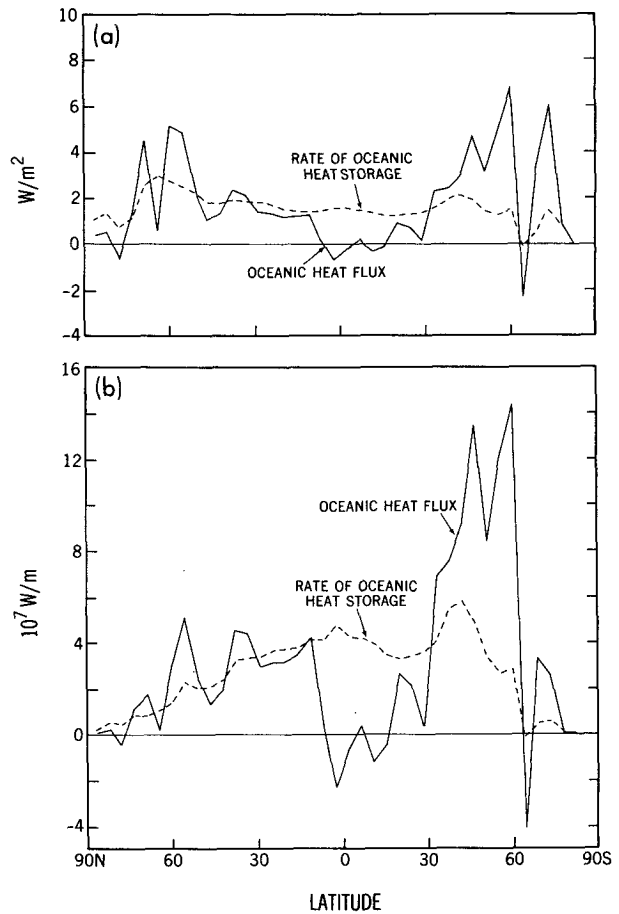 (a)
10
8
6
4
2
0
-2
-4
W/m²
RATE OF OCEANIC
HEAT STORAGE
OCEANIC HEAT FLUX
(b)
16
12
8
4
0
-4
10⁷ W/m
OCEANIC HEAT FLUX
RATE OF OCEANIC
HEAT STORAGE
90N 60 30 0 30 60 90S
LATITUDE